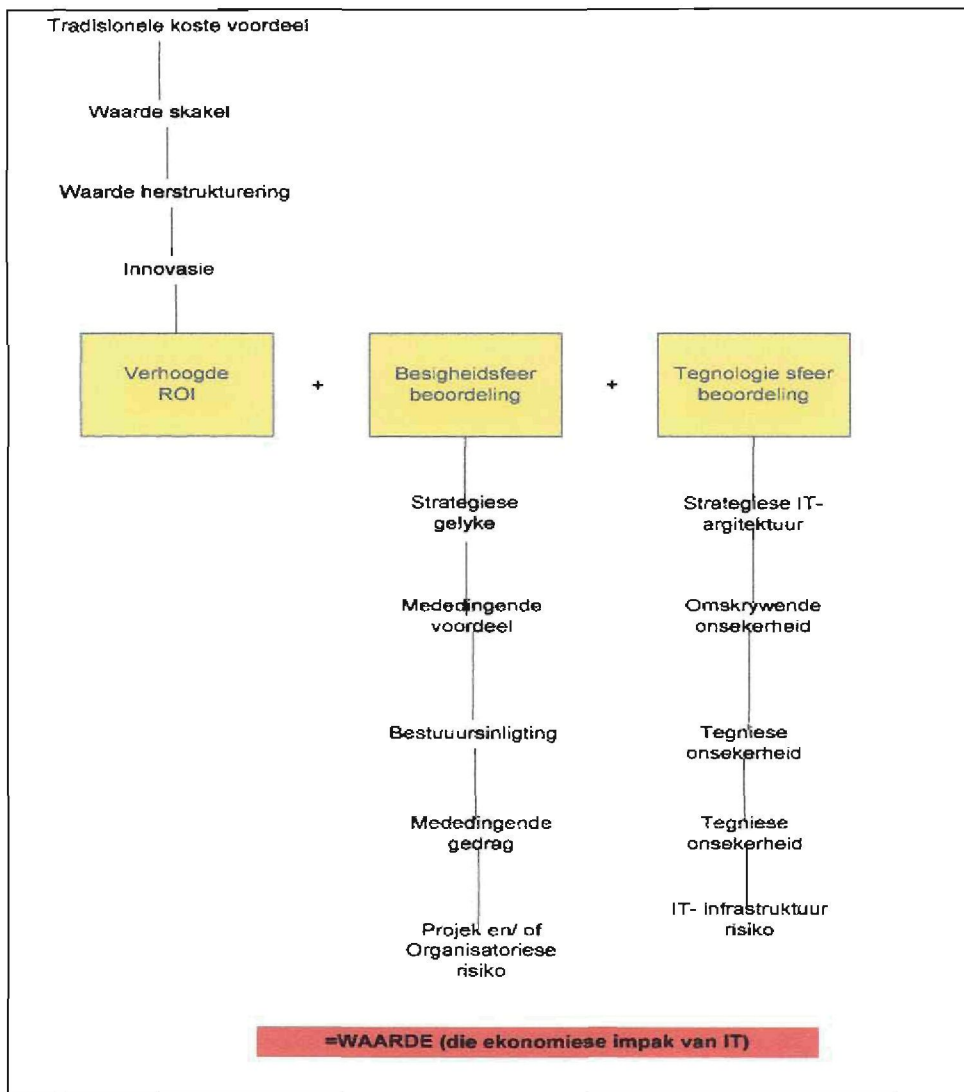 Tradisionele koste voordeel
Waarde skakel
Waarde herstrukturering
Innovasie
Verhoogde
ROI
+
Besigheidsfeer
beoordeling
+
Tegnologie sfeer
beoordeling
Strategiese
gelyke
Mededingende
voordeel
Bestuursinligting
Mededingende
gedrag
Projek en/ of
Organisatoriese
risiko
Strategiese IT-
argitektuur
Omskrywende
onsekerheid
Tegniese
onsekerheid
Tegniese
onsekerheid
IT- infrastruktuur
risiko
=WAARDE (die ekonomiese impak van IT)